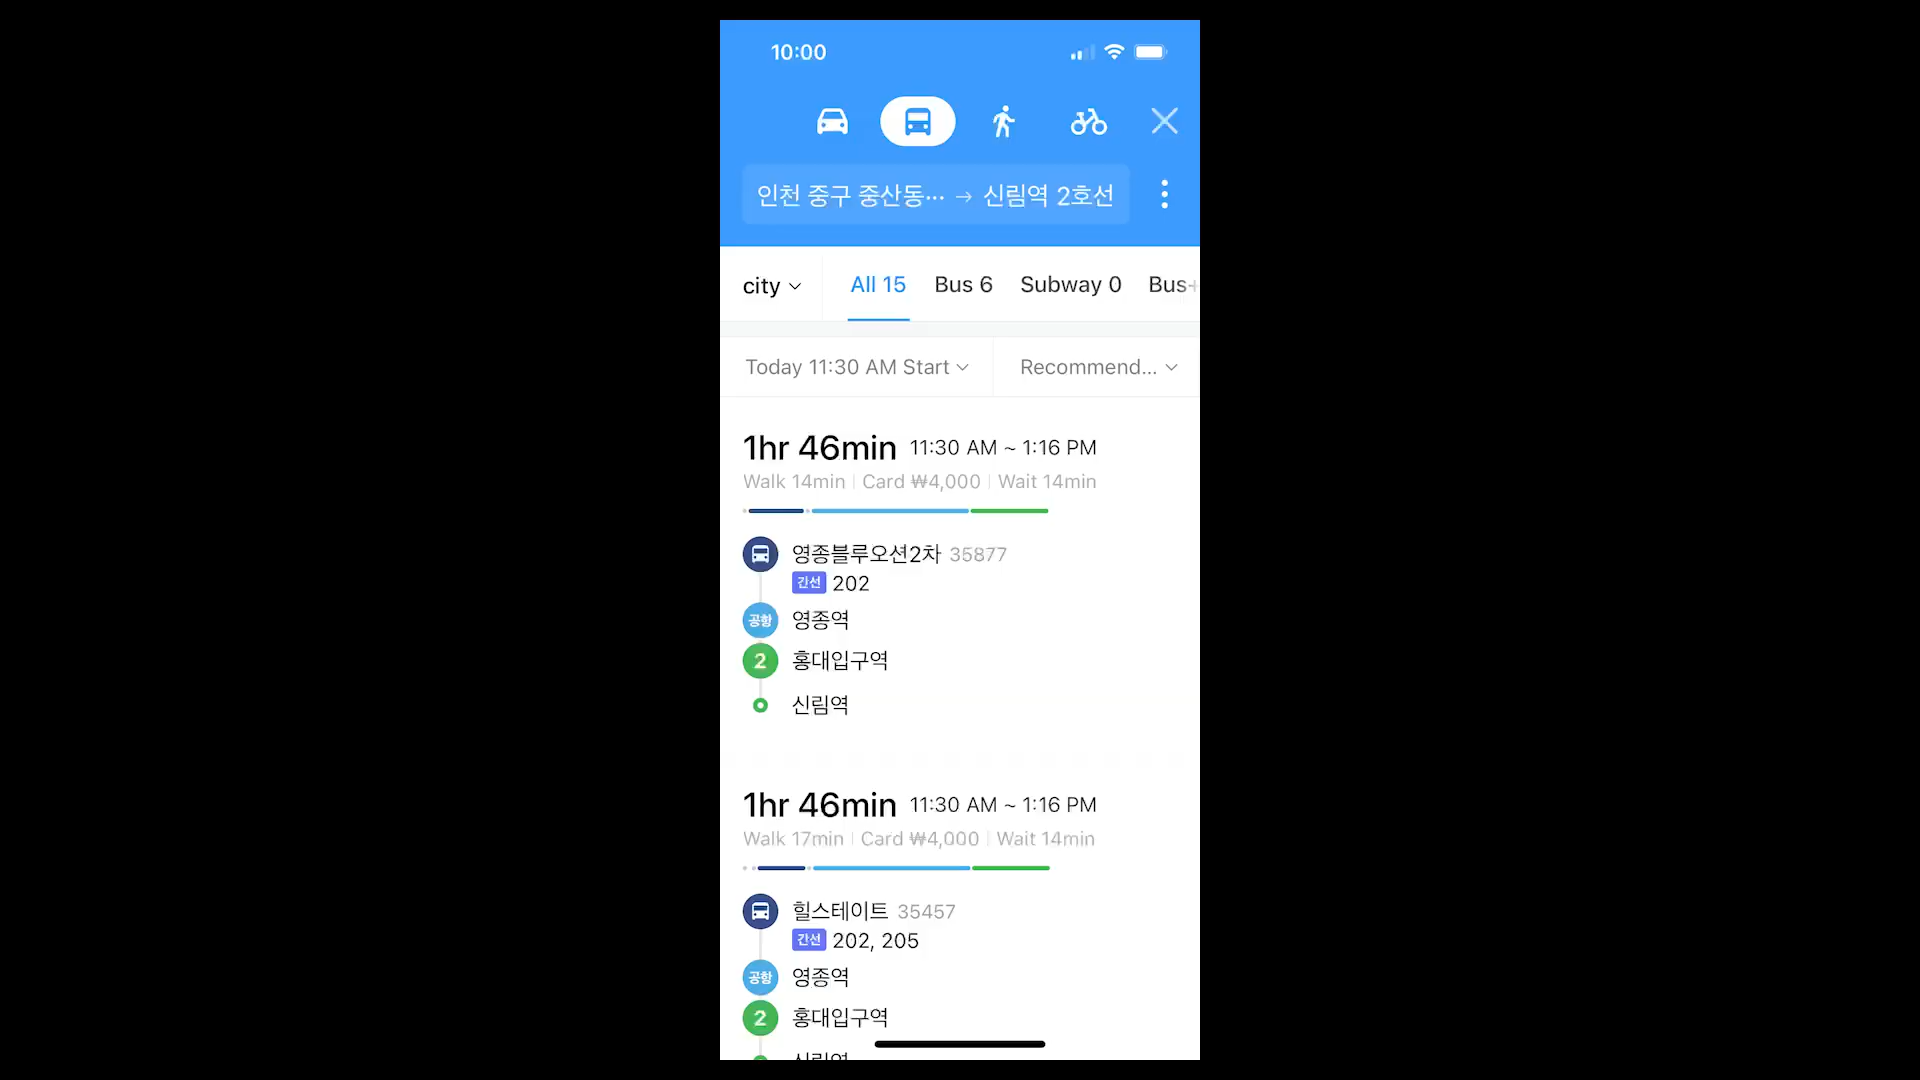 10:00
인천 중구 중산동··· → 신림역 2호선
city All 15 Bus 6 Subway 0 Bus+
Today 11:30 AM Start Recommend...
1hr 46min 11:30 AM ~ 1:16 PM
Walk 14min | Card ₩4,000 | Wait 14min
영종블루오션2차 35877
간선 202
공항 영종역
2 홍대입구역
신림역
1hr 46min 11:30 AM ~ 1:16 PM
Walk 17min | Card ₩4,000 | Wait 14min
힐스테이트 35457
간선 202, 205
공항 영종역
2 홍대입구역
신림역